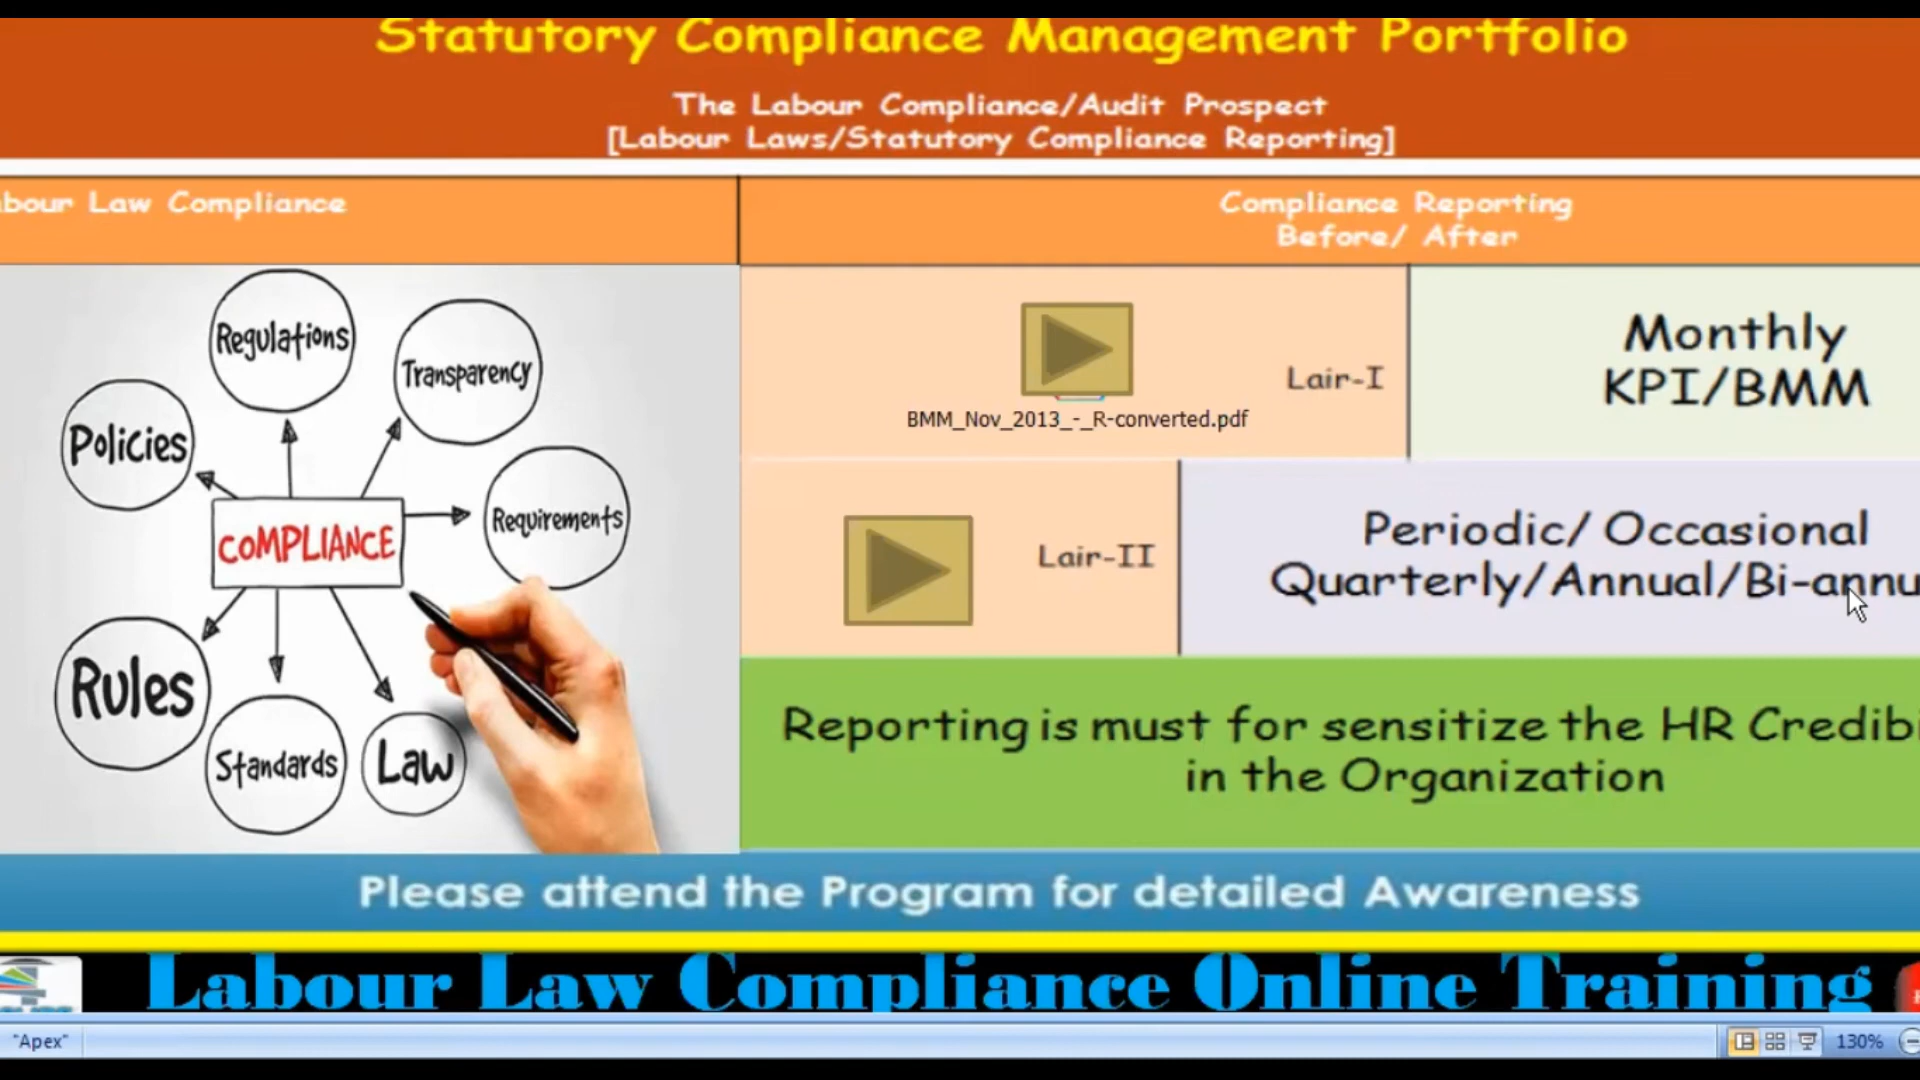 Statutory Compliance Management Portfolio
The Labour Compliance/Audit Prospect
[Labour Laws/Statutory Compliance Reporting]
bour Law Compliance
Compliance Reporting
Before/ After
Regulations
Transparency
Policies
Requirements
COMPLIANCE
Rules
Standards
Law
BMM_Nov_2013_-_R-converted.pdf
Lair-I
Monthly
KPI/BMM
Lair-II
Periodic/ Occasional
Quarterly/Annual/Bi-annu
Reporting is must for sensitize the HR Credib
in the Organization
Please attend the Program for detailed Awareness
Labour Law Compliance Online Training
"Apex"
130%